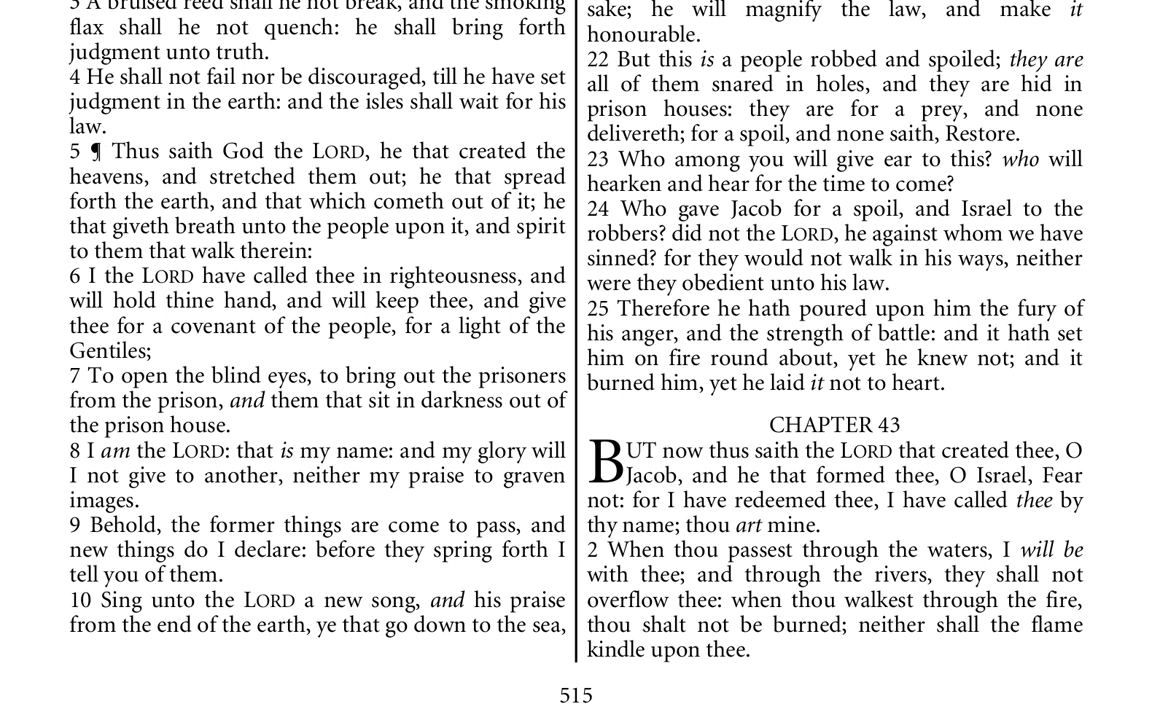 3 A bruised reed shall he not break, and the smoking
flax shall he not quench: he shall bring forth
judgment unto truth.
4 He shall not fail nor be discouraged, till he have set
judgment in the earth: and the isles shall wait for his
law.
5 ¶ Thus saith God the LORD, he that created the
heavens, and stretched them out; he that spread
forth the earth, and that which cometh out of it; he
that giveth breath unto the people upon it, and spirit
to them that walk therein:
6 I the LORD have called thee in righteousness, and
will hold thine hand, and will keep thee, and give
thee for a covenant of the people, for a light of the
Gentiles;
7 To open the blind eyes, to bring out the prisoners
from the prison, and them that sit in darkness out of
the prison house.
8 I am the LORD: that is my name: and my glory will
I not give to another, neither my praise to graven
images.
9 Behold, the former things are come to pass, and
new things do I declare: before they spring forth I
tell you of them.
10 Sing unto the LORD a new song, and his praise
from the end of the earth, ye that go down to the sea,
sake; he will magnify the law, and make it
honourable.
22 But this is a people robbed and spoiled; they are
all of them snared in holes, and they are hid in
prison houses: they are for a prey, and none
delivereth; for a spoil, and none saith, Restore.
23 Who among you will give ear to this? who will
hearken and hear for the time to come?
24 Who gave Jacob for a spoil, and Israel to the
robbers? did not the LORD, he against whom we have
sinned? for they would not walk in his ways, neither
were they obedient unto his law.
25 Therefore he hath poured upon him the fury of
his anger, and the strength of battle: and it hath set
him on fire round about, yet he knew not; and it
burned him, yet he laid it not to heart.
CHAPTER 43
BUT now thus saith the LORD that created thee, O
Jacob, and he that formed thee, O Israel, Fear
not: for I have redeemed thee, I have called thee by
thy name; thou art mine.
2 When thou passest through the waters, I will be
with thee; and through the rivers, they shall not
overflow thee: when thou walkest through the fire,
thou shalt not be burned; neither shall the flame
kindle upon thee.
515